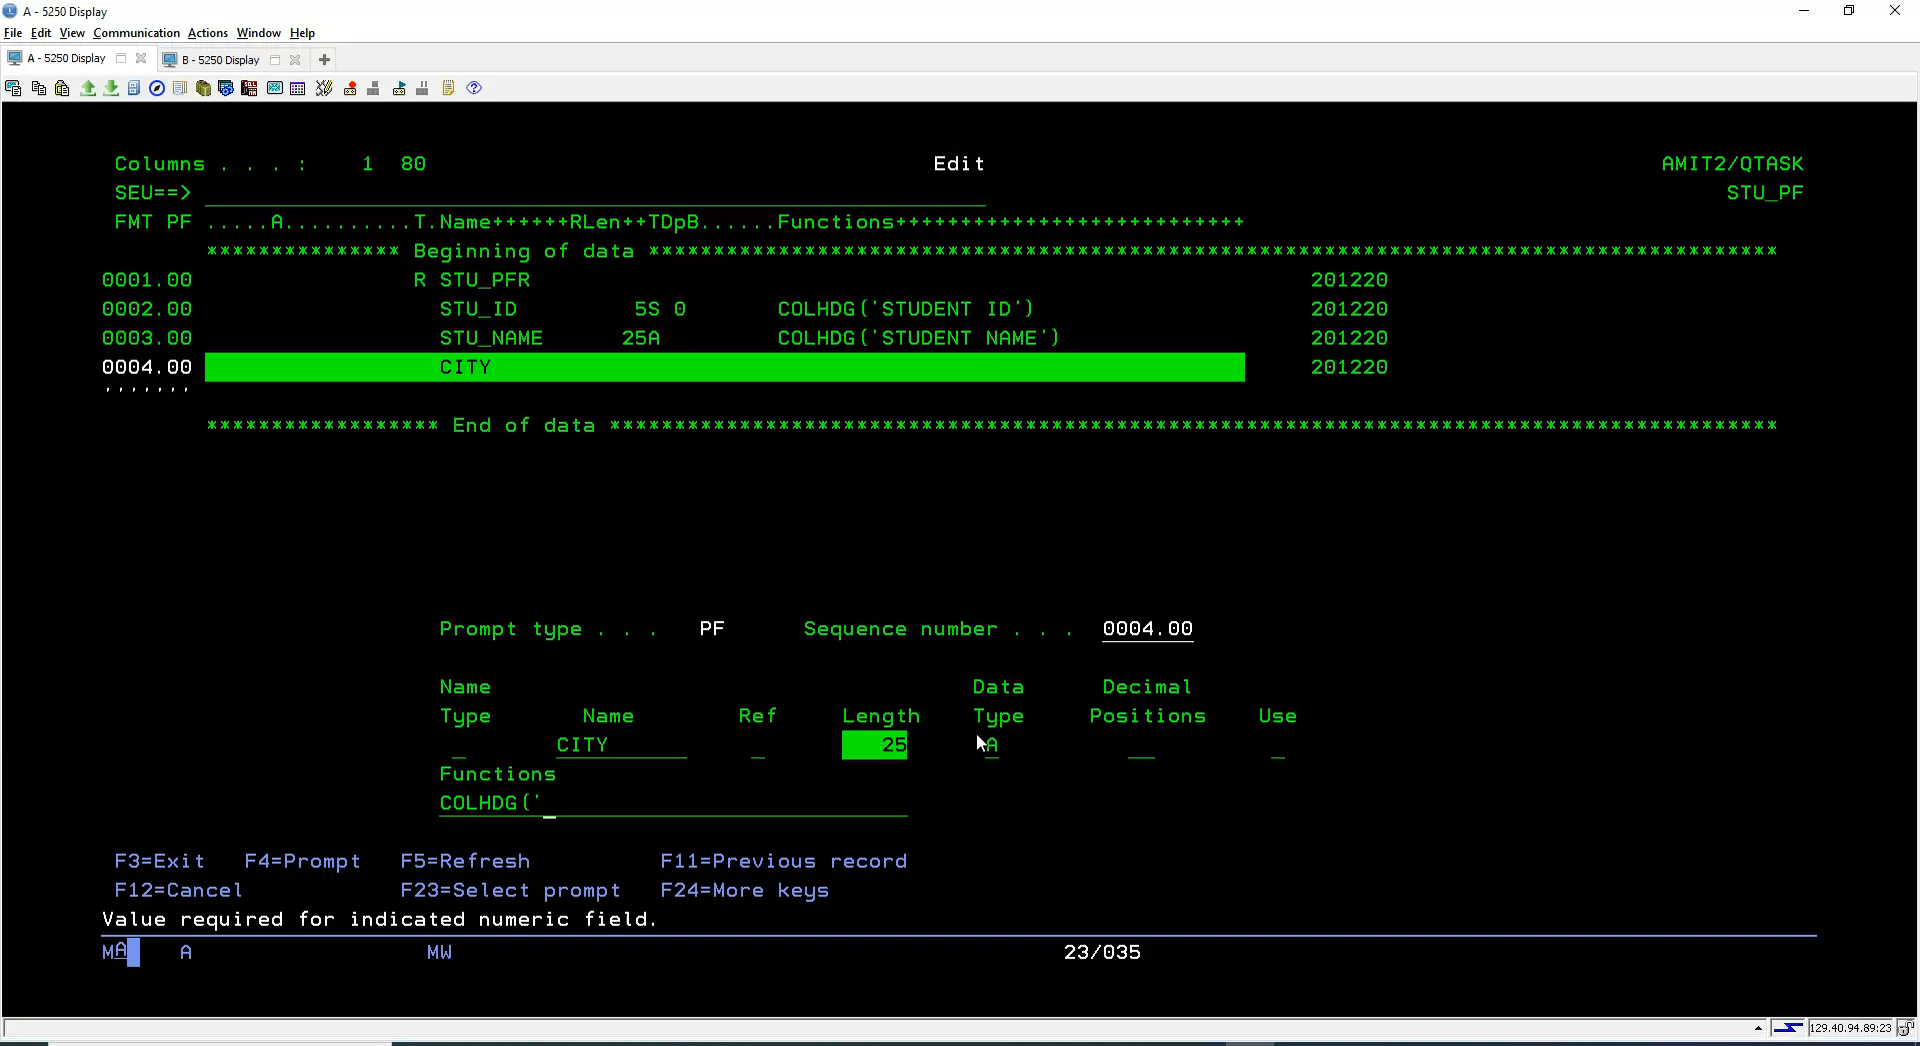 A - 5250 Display
File Edit View Communication Actions Window Help
A - 5250 Display B - 5250 Display
Columns . . . : 1 80 Edit AMIT2/QTASK
SEU==> STU_PF
FMT PF .....A..........T.Name++++++RLen++TDpB......Functions+++++++++++++++++++++++++++
*************** Beginning of data ***************************************************************************************
0001.00 R STU_PFR 201220
0002.00 STU_ID 5S 0 COLHDG('STUDENT ID') 201220
0003.00 STU_NAME 25A COLHDG('STUDENT NAME') 201220
0004.00 CITY 201220
'''''''
****************** End of data ******************************************************************************************
Prompt type . . . PF Sequence number . . . 0004.00
Name Data Decimal
Type Name Ref Length Type Positions Use
_ CITY _ 25 A __ _
Functions
COLHDG('
F3=Exit F4=Prompt F5=Refresh F11=Previous record
F12=Cancel F23=Select prompt F24=More keys
Value required for indicated numeric field.
MA A MW 23/035
129.40.94.89:23